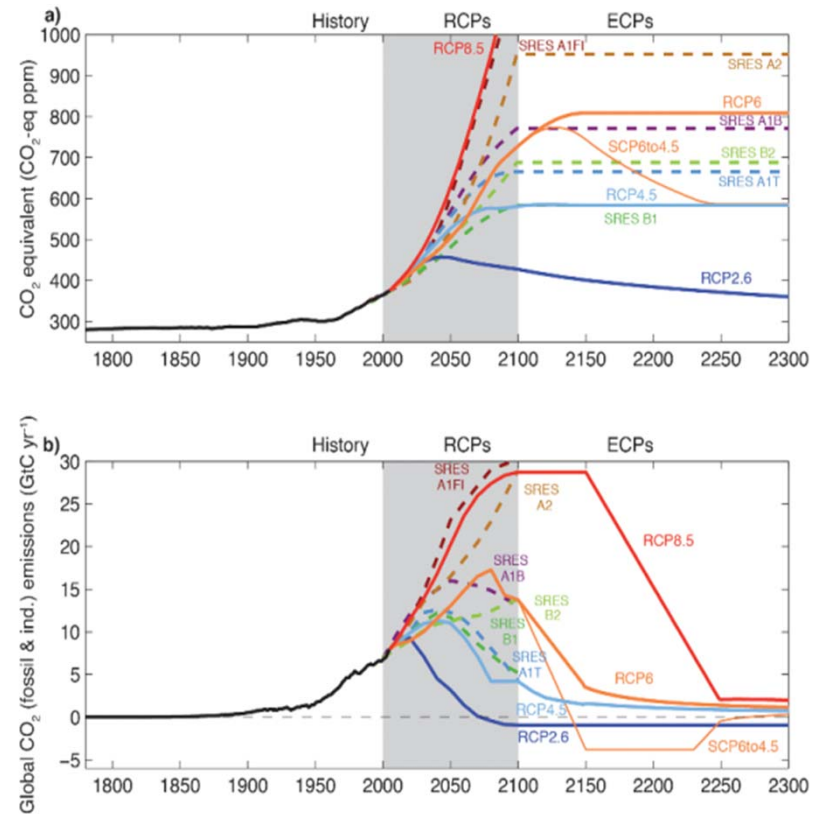 a)
History RCPs ECPs
CO₂ equivalent (CO₂-eq ppm)
1000
900
800
700
600
500
400
300
RCP8.5
SRES A1FI
SRES A2
RCP6
SRES A1B
SCP6to4.5
SRES B2
SRES A1T
RCP4.5
SRES B1
RCP2.6
1800 1850 1900 1950 2000 2050 2100 2150 2200 2250 2300
b)
History RCPs ECPs
Global CO₂ (fossil & ind.) emissions (GtC yr⁻¹)
30
25
20
15
10
5
0
−5
SRES
A1FI
SRES
A2
RCP8.5
SRES
A1B
SRES
B2
SRES
B1
SRES
A1T
RCP6
RCP4.5
RCP2.6
SCP6to4.5
1800 1850 1900 1950 2000 2050 2100 2150 2200 2250 2300